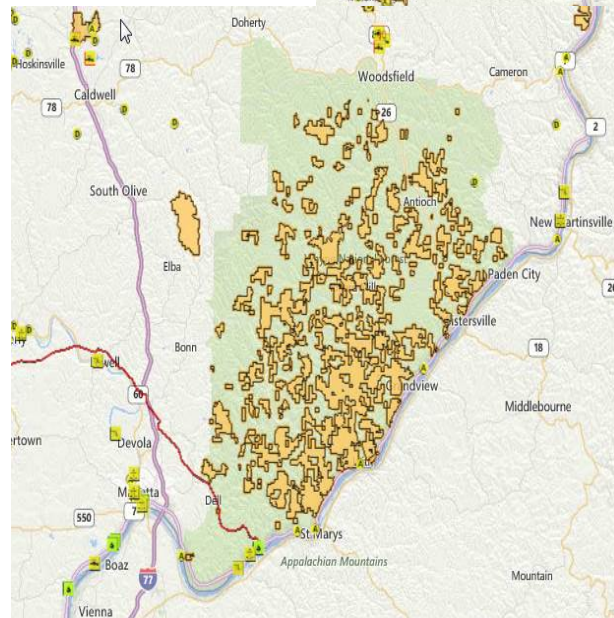 Doherty
Hoskinsville
78
Woodsfield
Cameron
Caldwell
78
26
2
South Olive
Antioch
New Martinsville
Elba
Paden City
Bonn
18
60
Grandview
Middlebourne
Devola
Dell
550
7
St Marys
Boaz
Appalachian Mountains
77
Mountain
Vienna